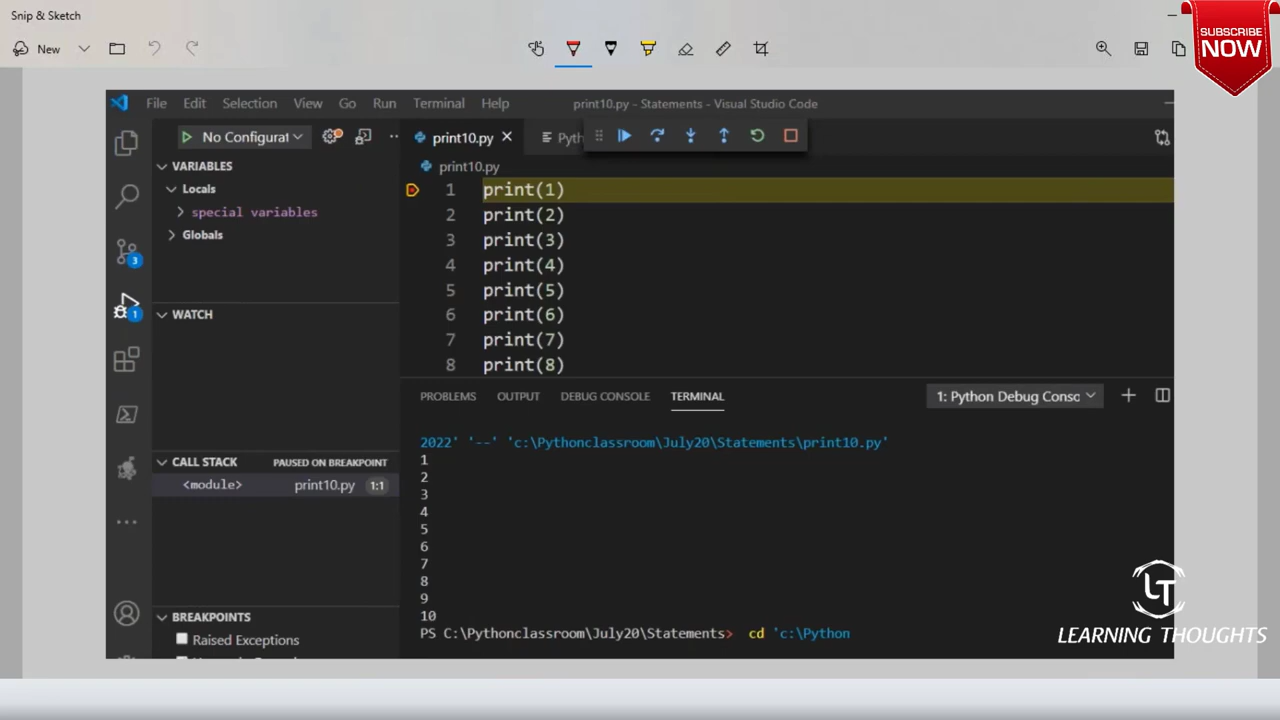 Snip & Sketch
SUBSCRIBE
NOW
New
File Edit Selection View Go Run Terminal Help print10.py - Statements - Visual Studio Code
No Configurat print10.py Pyth
VARIABLES
print10.py
Locals
special variables
Globals
1 print(1)
2 print(2)
3 print(3)
4 print(4)
5 print(5)
6 print(6)
7 print(7)
8 print(8)
3
1
WATCH
PROBLEMS OUTPUT DEBUG CONSOLE TERMINAL 1: Python Debug Consc
2022' '--' 'c:\Pythonclassroom\July20\Statements\print10.py'
1
2
3
4
5
6
7
8
9
10
PS C:\Pythonclassroom\July20\Statements> cd 'c:\Python
CALL STACK PAUSED ON BREAKPOINT
<module> print10.py 1:1
BREAKPOINTS
Raised Exceptions
LT
LEARNING THOUGHTS